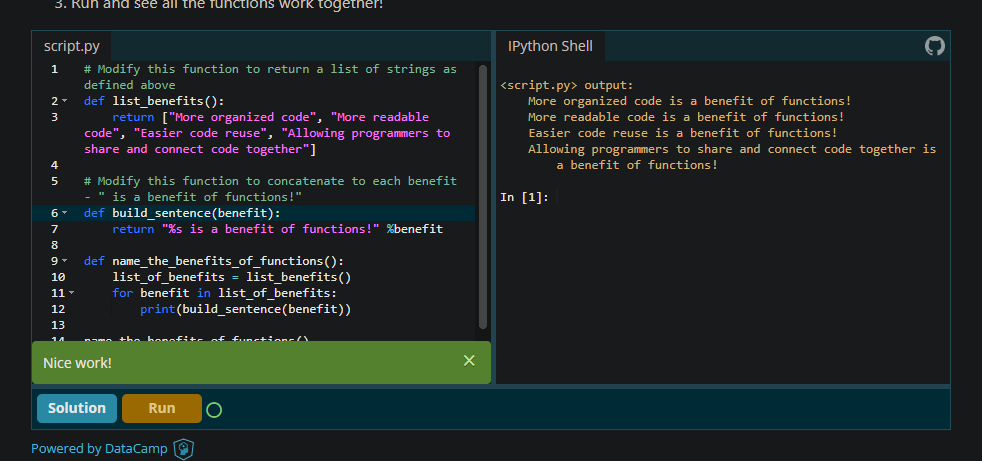 3. Run and see all the functions work together!
script.py
1 # Modify this function to return a list of strings as
defined above
2 def list_benefits():
3 return ["More organized code", "More readable
code", "Easier code reuse", "Allowing programmers to
share and connect code together"]
4
5 # Modify this function to concatenate to each benefit
- " is a benefit of functions!"
6 def build_sentence(benefit):
7 return "%s is a benefit of functions!" %benefit
8
9 def name_the_benefits_of_functions():
10 list_of_benefits = list_benefits()
11 for benefit in list_of_benefits:
12 print(build_sentence(benefit))
13
14 name_the_benefits_of_functions()
Nice work!
Solution
Run
IPython Shell
<script.py> output:
More organized code is a benefit of functions!
More readable code is a benefit of functions!
Easier code reuse is a benefit of functions!
Allowing programmers to share and connect code together is
a benefit of functions!
In [1]:
Powered by DataCamp